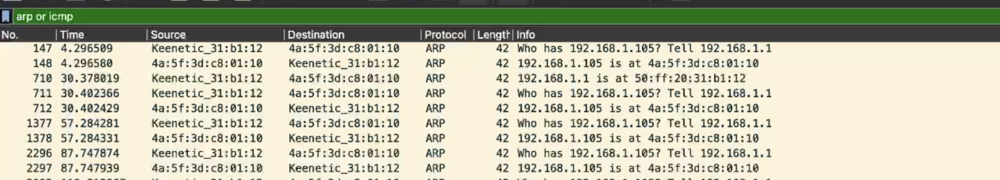 arp or icmp
No. Time Source Destination Protocol Length Info
147 4.296509 Keenetic_31:b1:12 4a:5f:3d:c8:01:10 ARP 42 Who has 192.168.1.105? Tell 192.168.1.1
148 4.296580 4a:5f:3d:c8:01:10 Keenetic_31:b1:12 ARP 42 192.168.1.105 is at 4a:5f:3d:c8:01:10
710 30.378019 Keenetic_31:b1:12 4a:5f:3d:c8:01:10 ARP 42 192.168.1.1 is at 50:ff:20:31:b1:12
711 30.402366 Keenetic_31:b1:12 4a:5f:3d:c8:01:10 ARP 42 Who has 192.168.1.105? Tell 192.168.1.1
712 30.402429 4a:5f:3d:c8:01:10 Keenetic_31:b1:12 ARP 42 192.168.1.105 is at 4a:5f:3d:c8:01:10
1377 57.284281 Keenetic_31:b1:12 4a:5f:3d:c8:01:10 ARP 42 Who has 192.168.1.105? Tell 192.168.1.1
1378 57.284331 4a:5f:3d:c8:01:10 Keenetic_31:b1:12 ARP 42 192.168.1.105 is at 4a:5f:3d:c8:01:10
2296 87.747874 Keenetic_31:b1:12 4a:5f:3d:c8:01:10 ARP 42 Who has 192.168.1.105? Tell 192.168.1.1
2297 87.747939 4a:5f:3d:c8:01:10 Keenetic_31:b1:12 ARP 42 192.168.1.105 is at 4a:5f:3d:c8:01:10